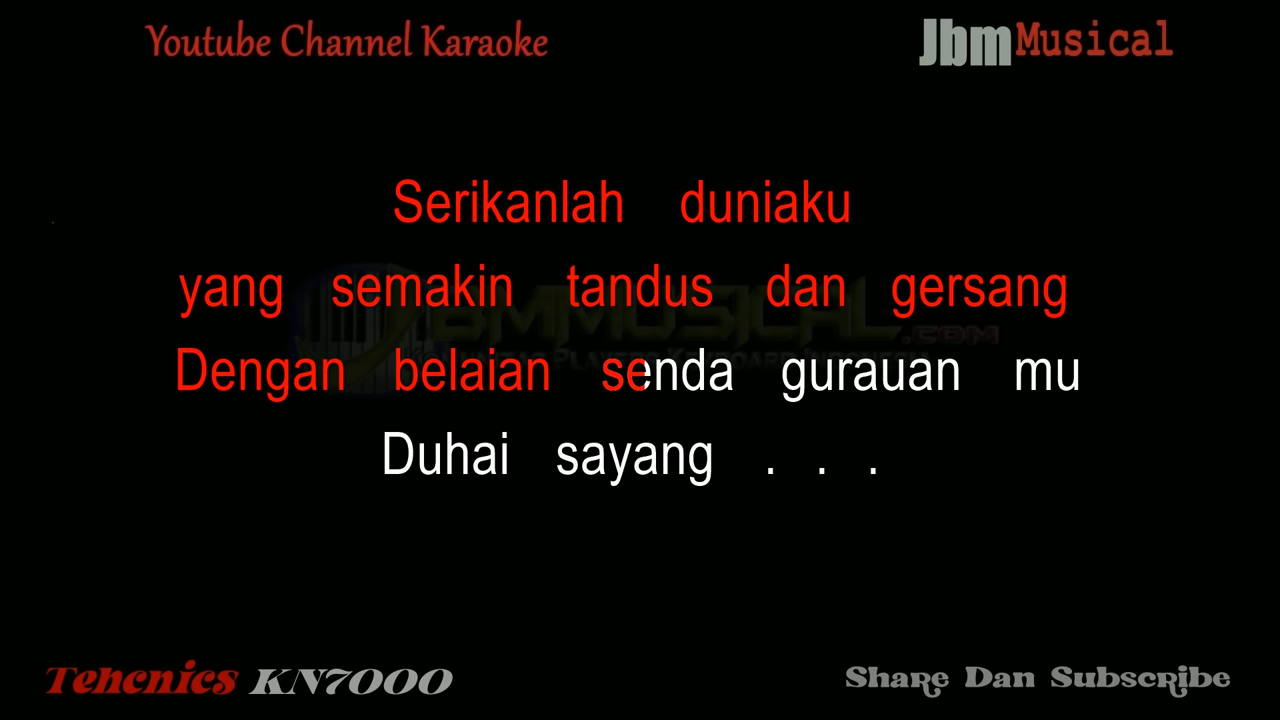 Youtube Channel Karaoke
JbmMusical
Serikanlah duniaku
yang semakin tandus dan gersang
Dengan belaian senda gurauan mu
Duhai sayang . . .
Tehcnics KN7000
Share Dan Subscribe